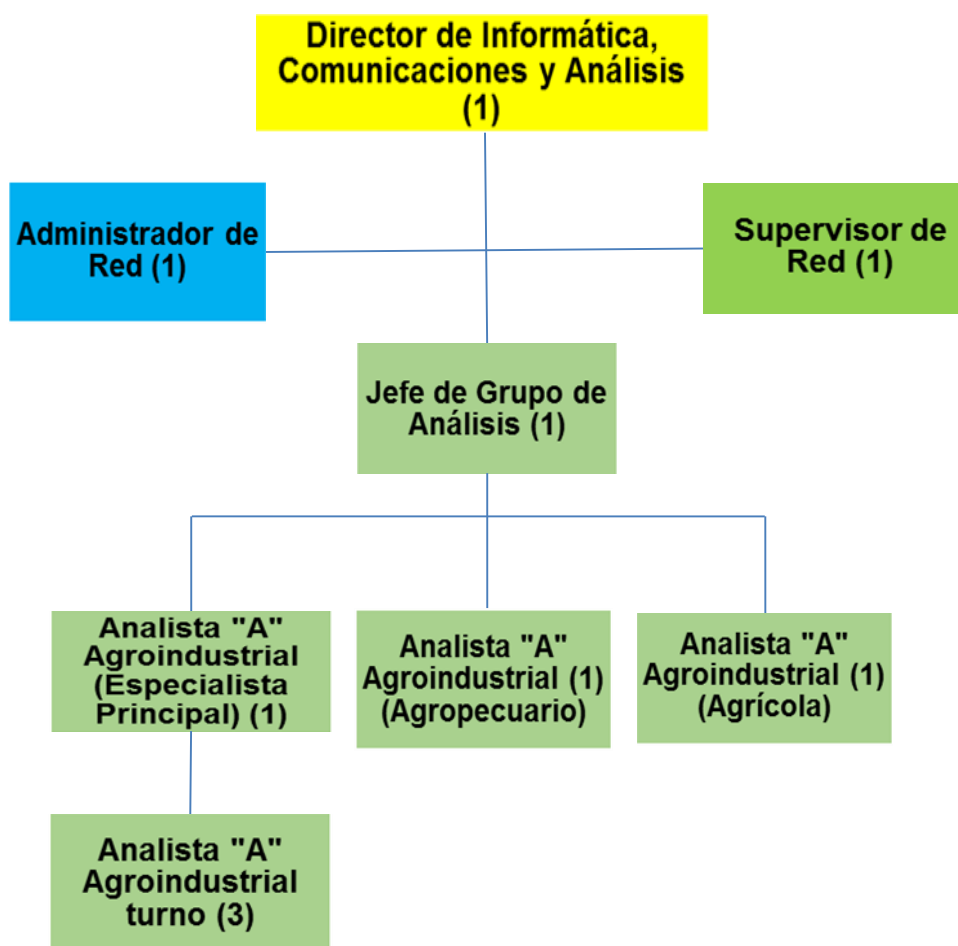 Director de Informática,
Comunicaciones y Análisis
(1)
Administrador de
Red (1)
Supervisor de
Red (1)
Jefe de Grupo de
Análisis (1)
Analista "A"
Agroindustrial
(Especialista
Principal) (1)
Analista "A"
Agroindustrial (1)
(Agropecuario)
Analista "A"
Agroindustrial (1)
(Agrícola)
Analista "A"
Agroindustrial
turno (3)